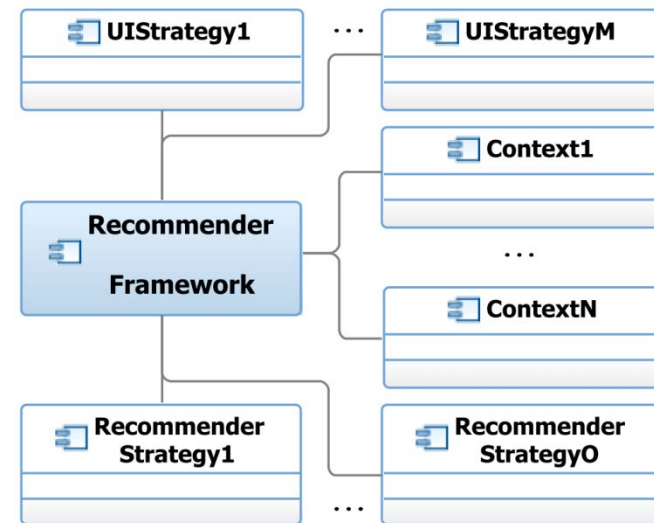 UIStrategy1
...
UIStrategyM
Context1
Recommender
Framework
...
ContextN
Recommender
Strategy1
...
Recommender
StrategyO